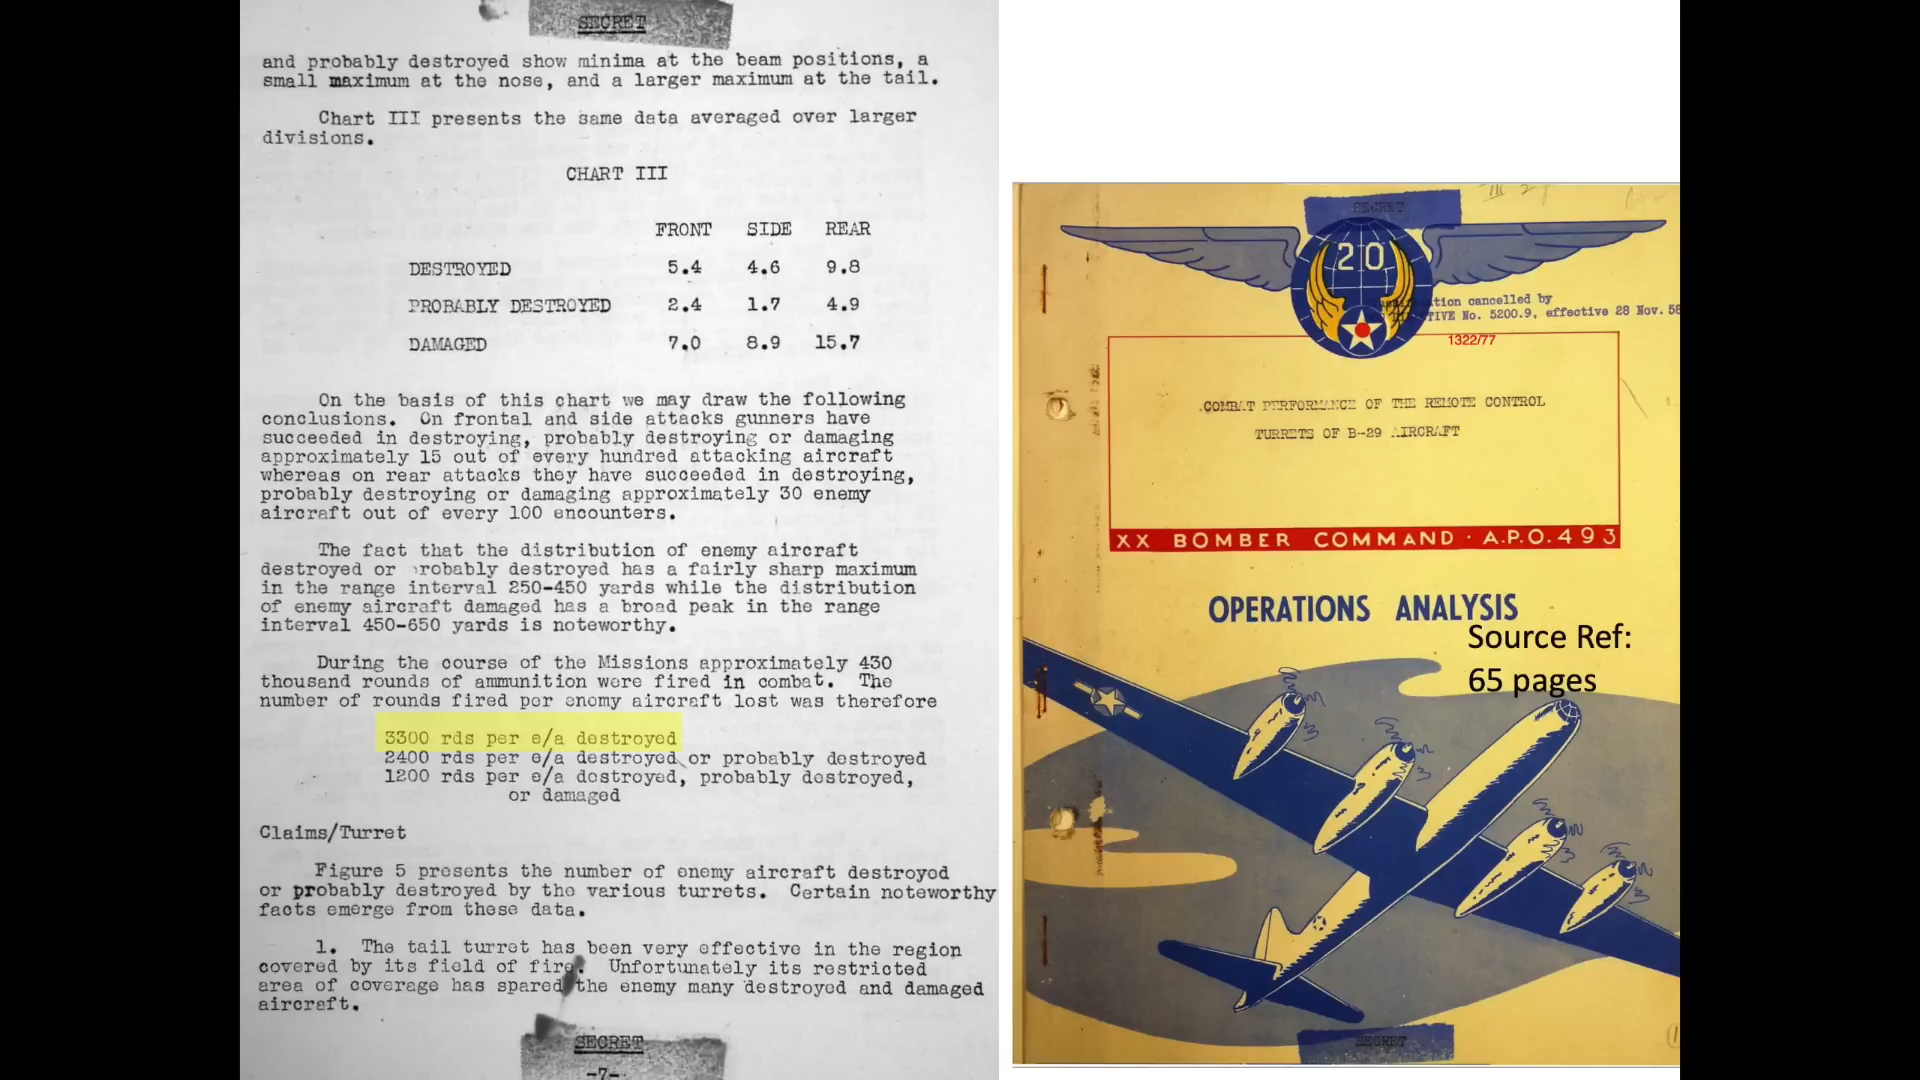 SECRET
and probably destroyed show minima at the beam positions, a
small maximum at the nose, and a larger maximum at the tail.
Chart III presents the same data averaged over larger
divisions.
CHART III
FRONT SIDE REAR
DESTROYED 5.4 4.6 9.8
PROBABLY DESTROYED 2.4 1.7 4.9
DAMAGED 7.0 8.9 15.7
On the basis of this chart we may draw the following
conclusions. On frontal and side attacks gunners have
succeeded in destroying, probably destroying or damaging
approximately 15 out of every hundred attacking aircraft
whereas on rear attacks they have succeeded in destroying,
probably destroying or damaging approximately 30 enemy
aircraft out of every 100 encounters.
The fact that the distribution of enemy aircraft
destroyed or probably destroyed has a fairly sharp maximum
in the range interval 250-450 yards while the distribution
of enemy aircraft damaged has a broad peak in the range
interval 450-650 yards is noteworthy.
During the course of the Missions approximately 430
thousand rounds of ammunition were fired in combat. The
number of rounds fired per enemy aircraft lost was therefore
3300 rds per e/a destroyed
2400 rds per e/a destroyed or probably destroyed
1200 rds per e/a destroyed, probably destroyed,
or damaged
Claims/Turret
Figure 5 presents the number of enemy aircraft destroyed
or probably destroyed by the various turrets. Certain noteworthy
facts emerge from these data.
1. The tail turret has been very effective in the region
covered by its field of fire. Unfortunately its restricted
area of coverage has spared the enemy many destroyed and damaged
aircraft.
SECRET
-7-
SECRET
20
cancelled by
No. 5200.9, effective 28 Nov. 58
1322/77
COMBAT PERFORMANCE OF THE REMOTE CONTROL
TURRETS OF B-29 AIRCRAFT
XX BOMBER COMMAND · A.P.O. 493
OPERATIONS ANALYSIS
Source Ref:
65 pages
SECRET